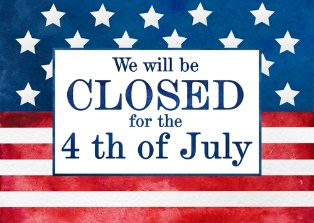 We will be
CLOSED
for the
4 th of July